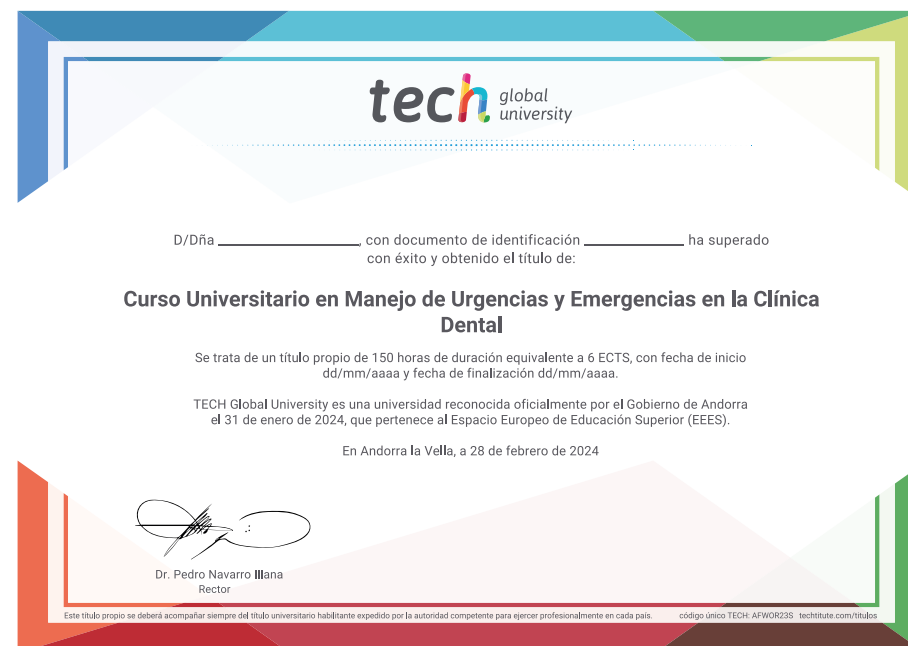 tech global university
D/Dña ____________________, con documento de identificación ______________ ha superado
con éxito y obtenido el título de:
Curso Universitario en Manejo de Urgencias y Emergencias en la Clínica
Dental
Se trata de un título propio de 150 horas de duración equivalente a 6 ECTS, con fecha de inicio
dd/mm/aaaa y fecha de finalización dd/mm/aaaa.
TECH Global University es una universidad reconocida oficialmente por el Gobierno de Andorra
el 31 de enero de 2024, que pertenece al Espacio Europeo de Educación Superior (EEES).
En Andorra la Vella, a 28 de febrero de 2024
Dr. Pedro Navarro Illana
Rector
Este título propio se deberá acompañar siempre del título universitario habilitante expedido por la autoridad competente para ejercer profesionalmente en cada país. código único TECH: AFWOR23S techtitute.com/titulos